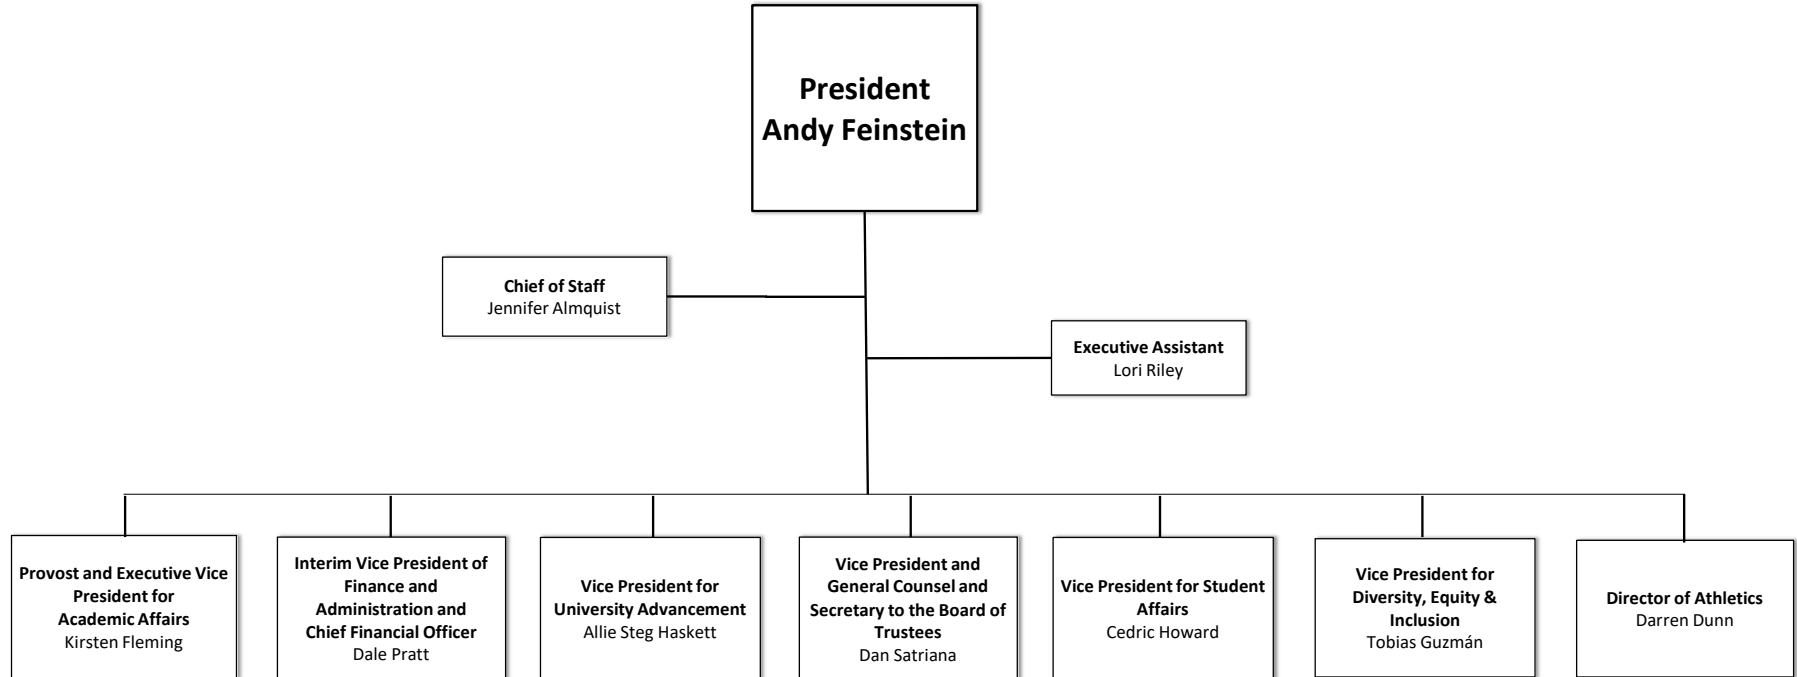 President
Andy Feinstein
Chief of Staff
Jennifer Almquist
Executive Assistant
Lori Riley
Provost and Executive Vice
President for
Academic Affairs
Kirsten Fleming
Interim Vice President of
Finance and
Administration and
Chief Financial Officer
Dale Pratt
Vice President for
University Advancement
Allie Steg Haskett
Vice President and
General Counsel and
Secretary to the Board of
Trustees
Dan Satriana
Vice President for Student
Affairs
Cedric Howard
Vice President for
Diversity, Equity &
Inclusion
Tobias Guzmán
Director of Athletics
Darren Dunn